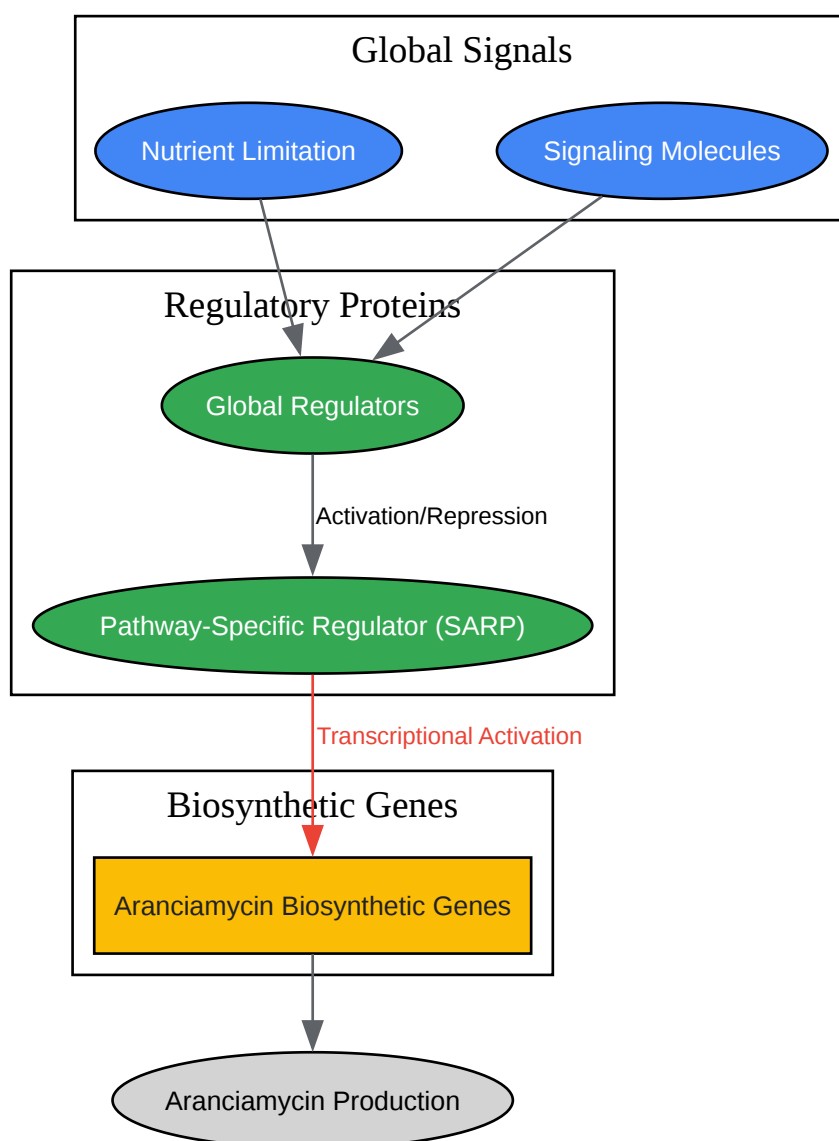 Global Signals
Nutrient Limitation
Signaling Molecules
Regulatory Proteins
Global Regulators
Activation/Repression
Pathway-Specific Regulator (SARP)
Transcriptional Activation
Biosynthetic Genes
Aranciamycin Biosynthetic Genes
Aranciamycin Production